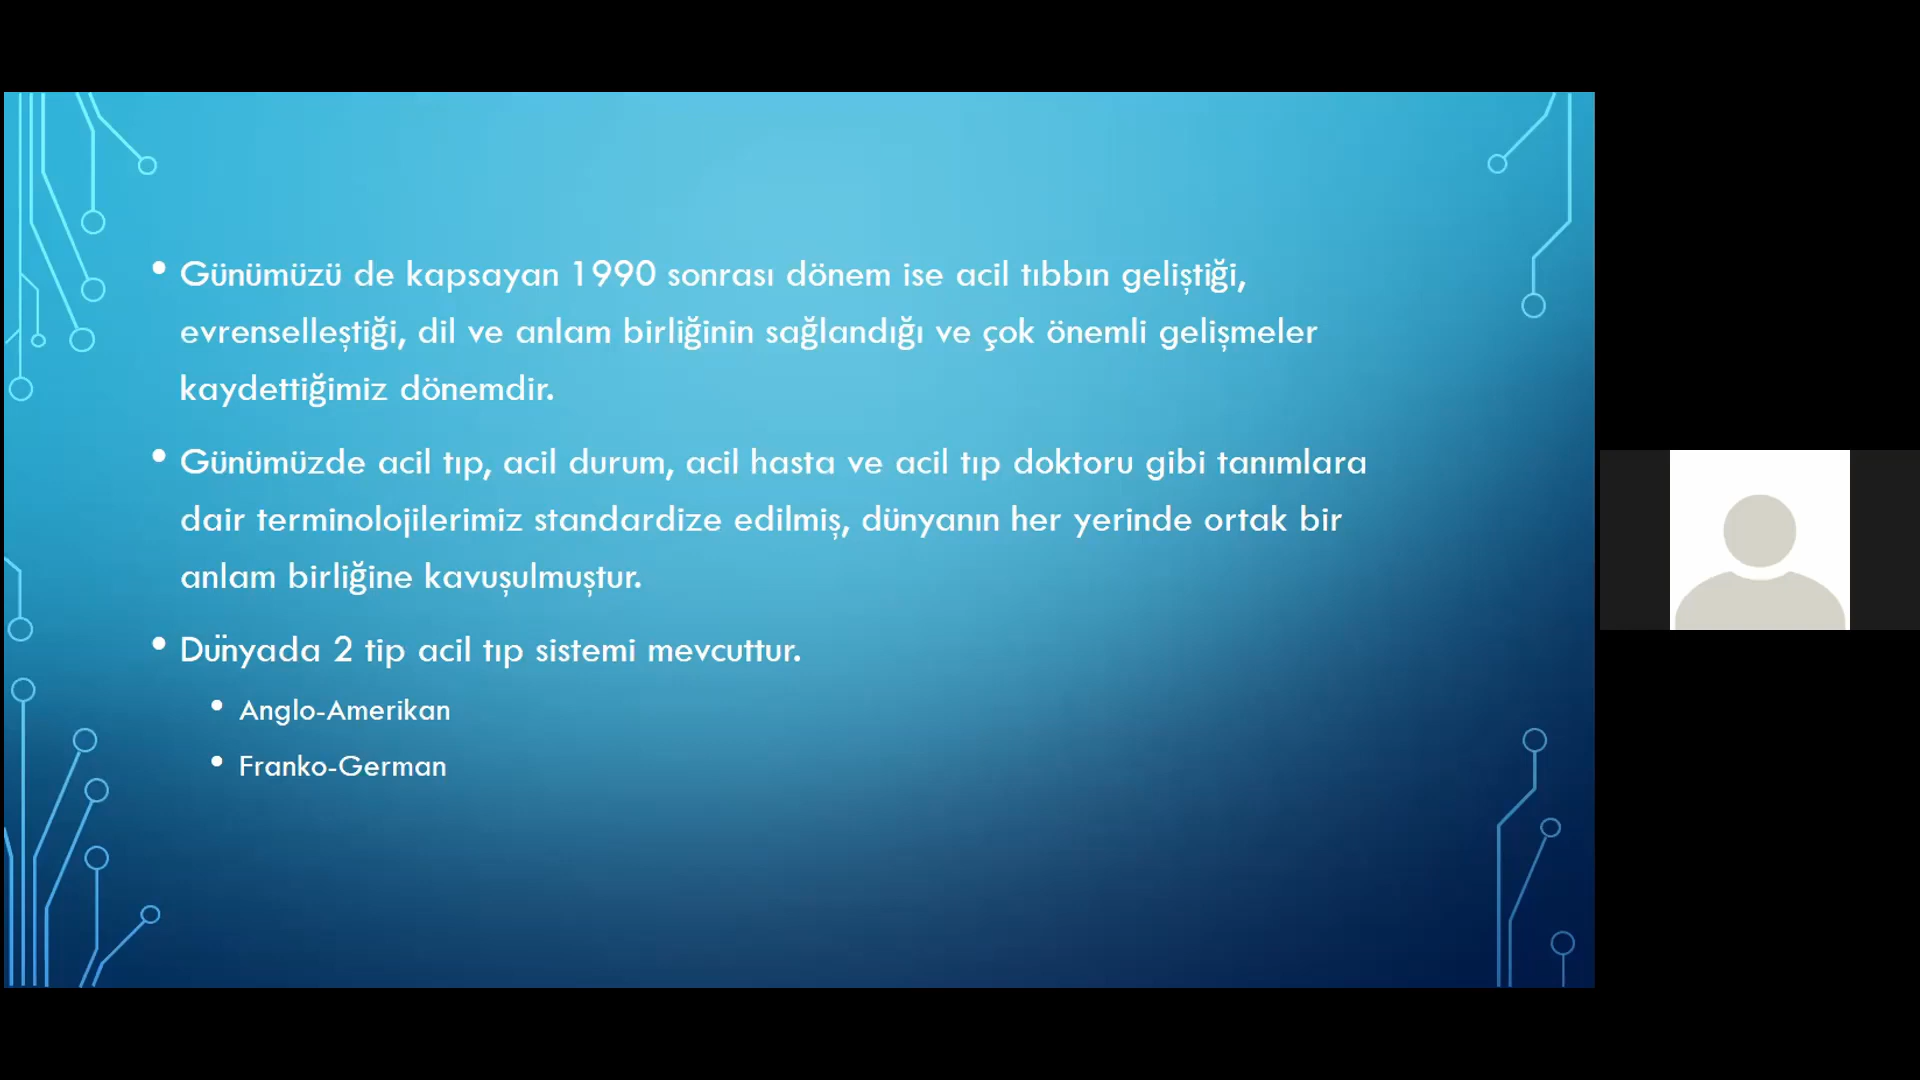 • Günümüzü de kapsayan 1990 sonrası dönem ise acil tıbbın geliştiği,
evrenselleştiği, dil ve anlam birliğinin sağlandığı ve çok önemli gelişmeler
kaydettiğimiz dönemdir.
• Günümüzde acil tıp, acil durum, acil hasta ve acil tıp doktoru gibi tanımlara
dair terminolojilerimiz standardize edilmiş, dünyanın her yerinde ortak bir
anlam birliğine kavuşulmuştur.
• Dünyada 2 tip acil tıp sistemi mevcuttur.
• Anglo-Amerikan
• Franko-German